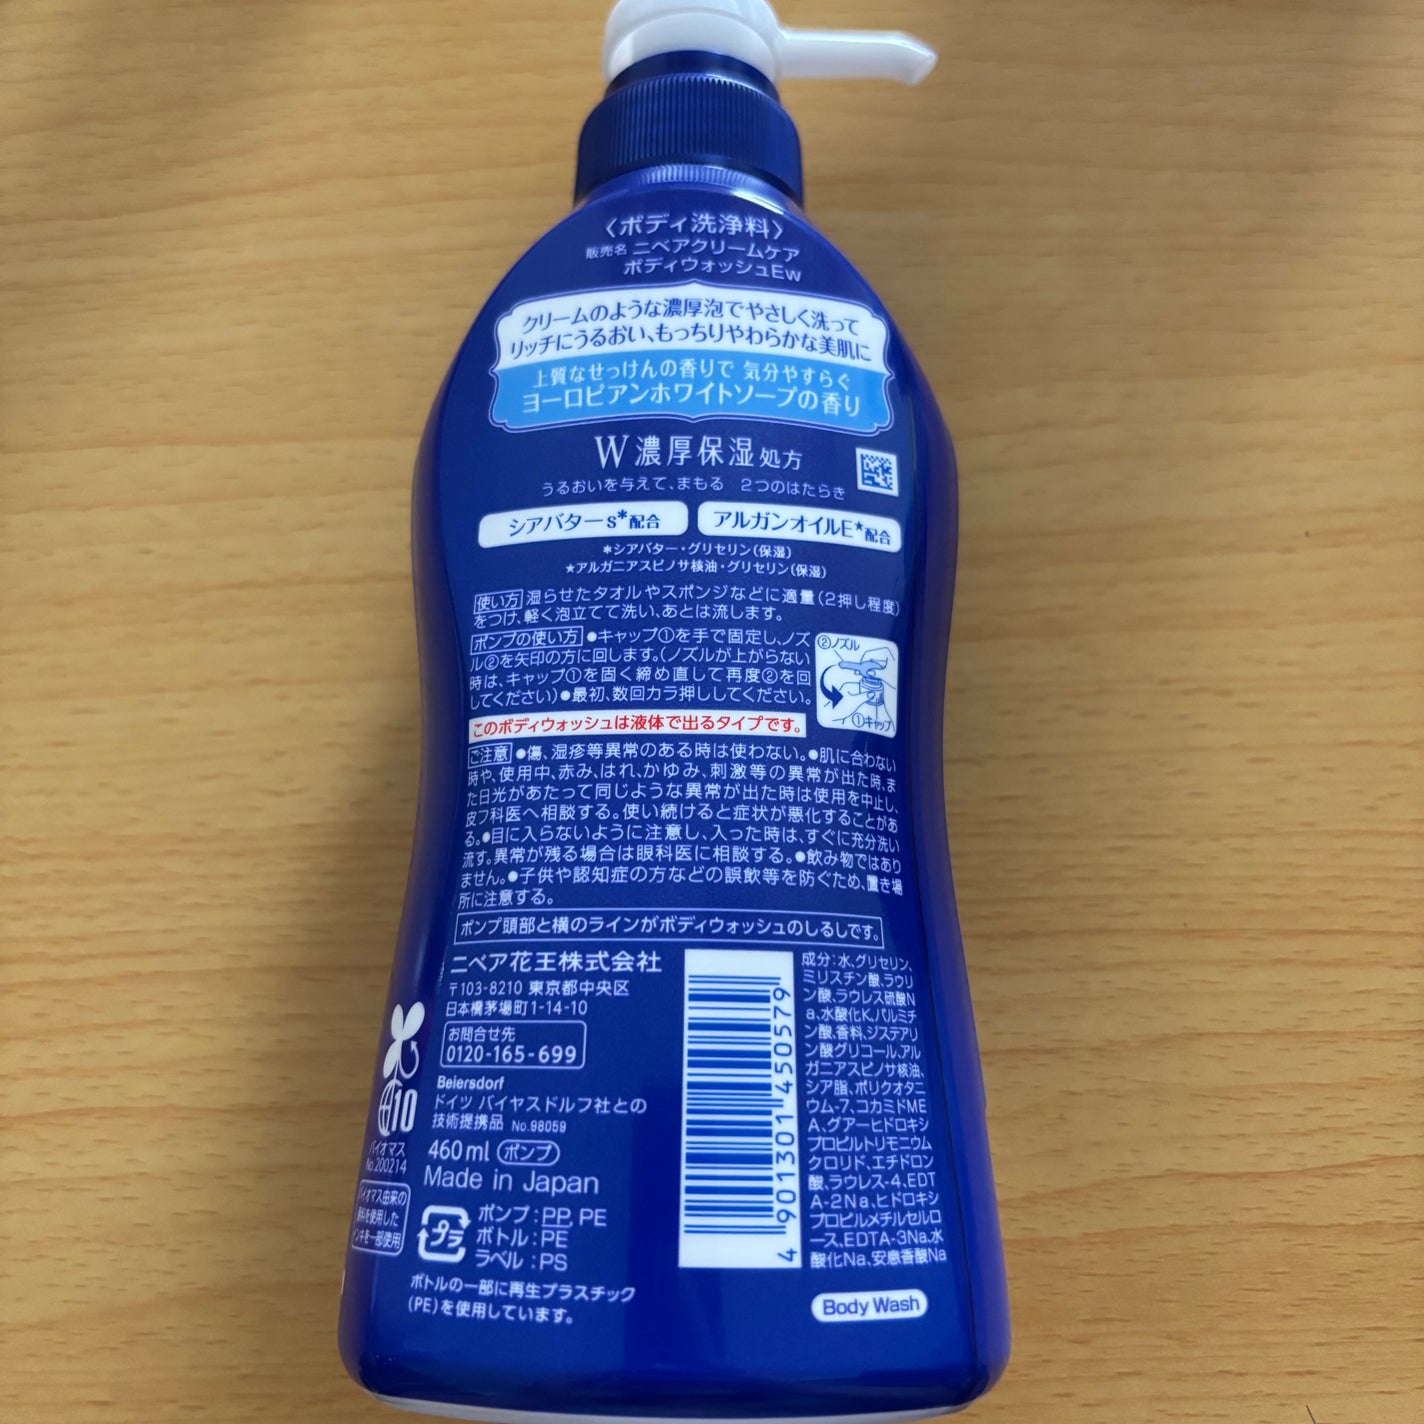 〈ボディ洗浄料〉
販売名 ニベアクリームケア
ボディウォッシュEw
クリームのような濃厚泡でやさしく洗って
リッチにうるおい、もっちりやわらかな美肌に
上質なせっけんの香りで 気分やすらぐ
ヨーロピアンホワイトソープの香り
W濃厚保湿処方
うるおいを与えて、まもる 2つのはたらき
シアバターs*配合
アルガンオイルE★配合
*シアバター・グリセリン(保湿)
★アルガニアスピノサ核油・グリセリン(保湿)
使い方 湿らせたタオルやスポンジなどに適量(2押し程度)
をつけ、軽く泡立てて洗い、あとは流します。
ポンプの使い方 ●キャップ①を手で固定し、ノズ
ル②を矢印の方に回します。(ノズルが上がらない
時は、キャップ①を固く締め直して再度②を回
してください)●最初、数回カラ押ししてください。
②ノズル
①キャップ
このボディウォッシュは液体で出るタイプです。
ご注意 ●傷、湿疹等異常のある時は使わない。●肌に合わない
時や、使用中、赤み、はれ、かゆみ、刺激等の異常が出た時、ま
た日光があたって同じような異常が出た時は使用を中止し、
皮フ科医へ相談する。使い続けると症状が悪化することがあ
る。●目に入らないように注意し、入った時は、すぐに充分洗い
流す。異常が残る場合は眼科医に相談する。●飲み物ではあり
ません。●子供や認知症の方などの誤飲等を防ぐため、置き場
所に注意する。
ポンプ頭部と横のラインがボディウォッシュのしるしです。
ニベア花王株式会社
〒103-8210 東京都中央区
日本橋茅場町1-14-10
お問合せ先
0120-165-699
Beiersdorf
ドイツ バイヤスドルフ社との
技術提携品 No.98059
460ml ポンプ
Made in Japan
プラ
ポンプ:PP,PE
ボトル:PE
ラベル:PS
ボトルの一部に再生プラスチック
(PE)を使用しています。
10
バイオマス
No.200214
バイオマス由来の
原料を使用した
インキを一部使用
4 901301 450579
成分:水、グリセリン、
ミリスチン酸、ラウリ
ン酸、ラウレス硫酸N
a、水酸化K、パルミチ
ン酸、香料、ジステアリ
ン酸グリコール、アル
ガニアスピノサ核油、
シア脂、ポリクオタニ
ウム-7、コカミドME
A、グアーヒドロキシ
プロピルトリモニウム
クロリド、エチドロン
酸、ラウレス-4、EDT
A-2Na、ヒドロキシ
プロピルメチルセルロ
ース、EDTA-3Na、水
酸化Na、安息香酸Na
Body Wash